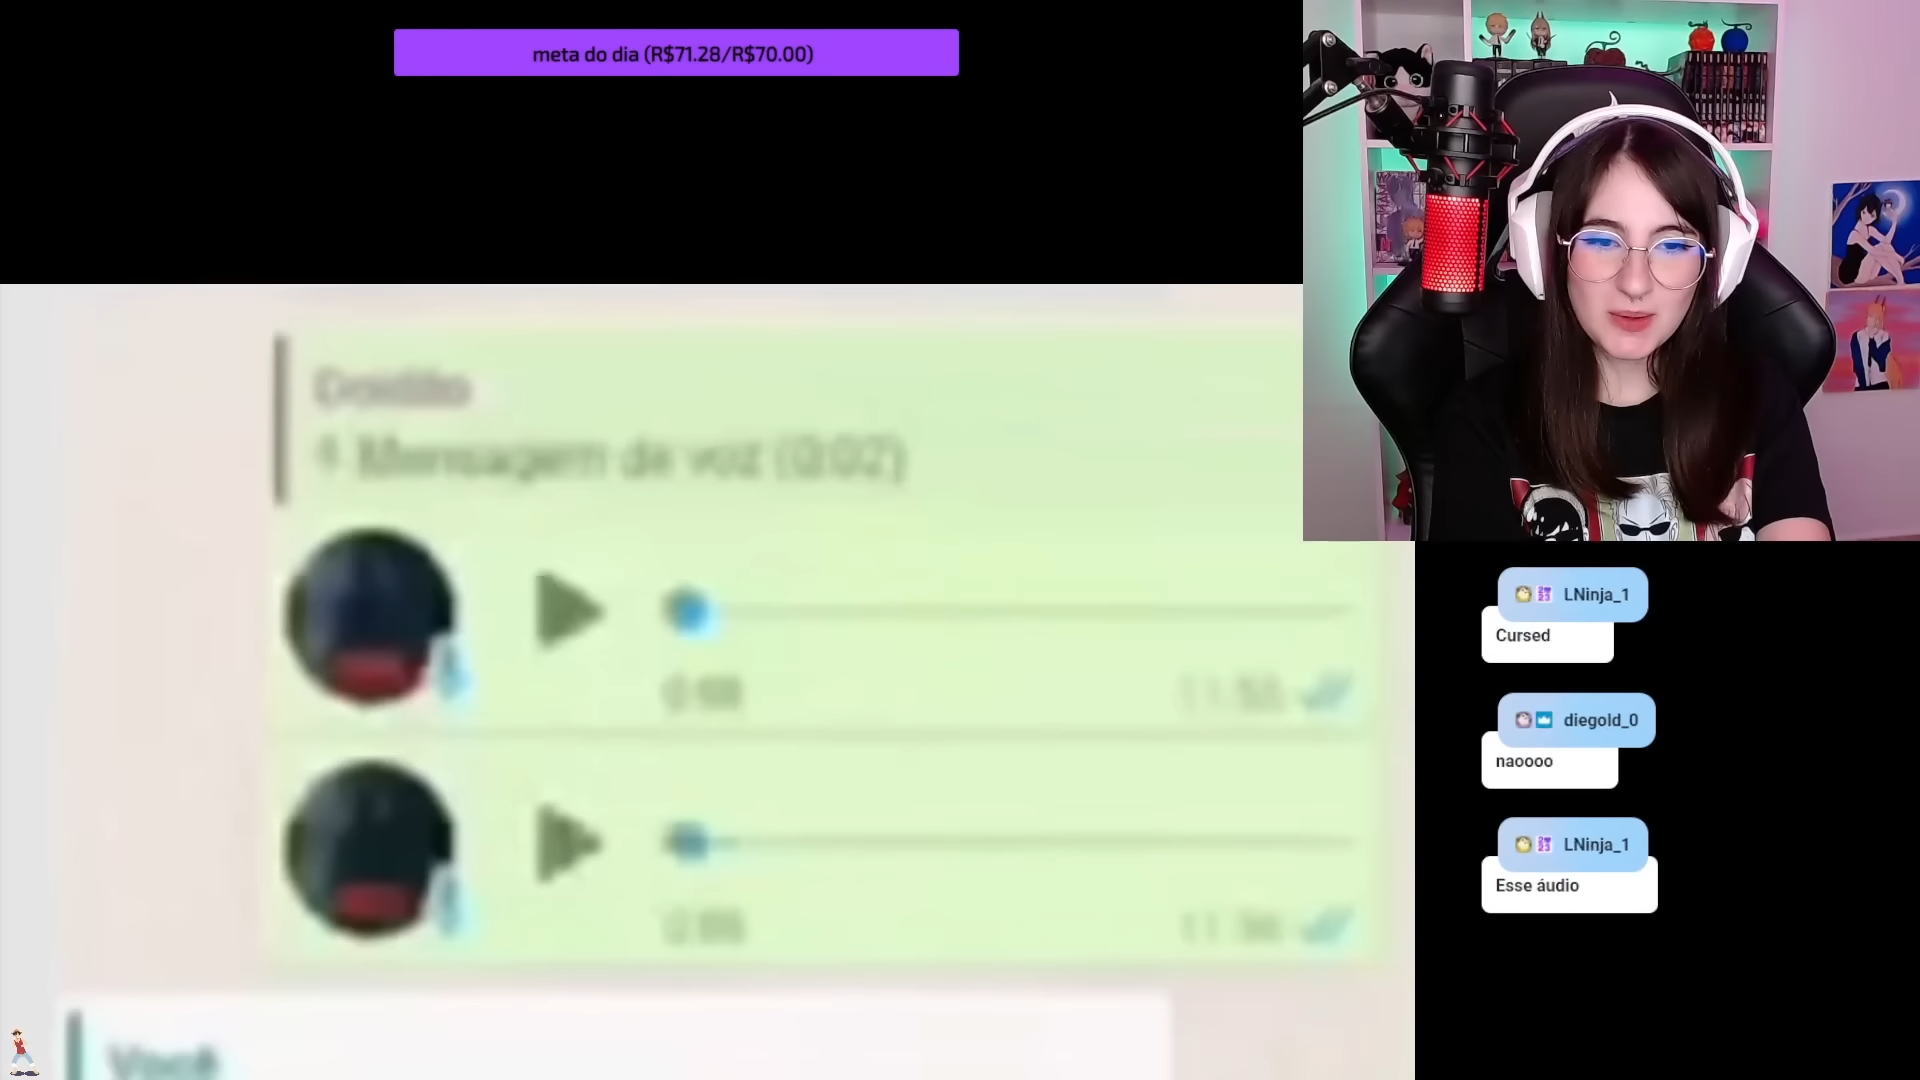 meta do dia (R$71.28/R$70.00)
Mensagem de voz (0:02)
Você
LNinja_1
Cursed
diegold_0
naoooo
LNinja_1
Esse áudio